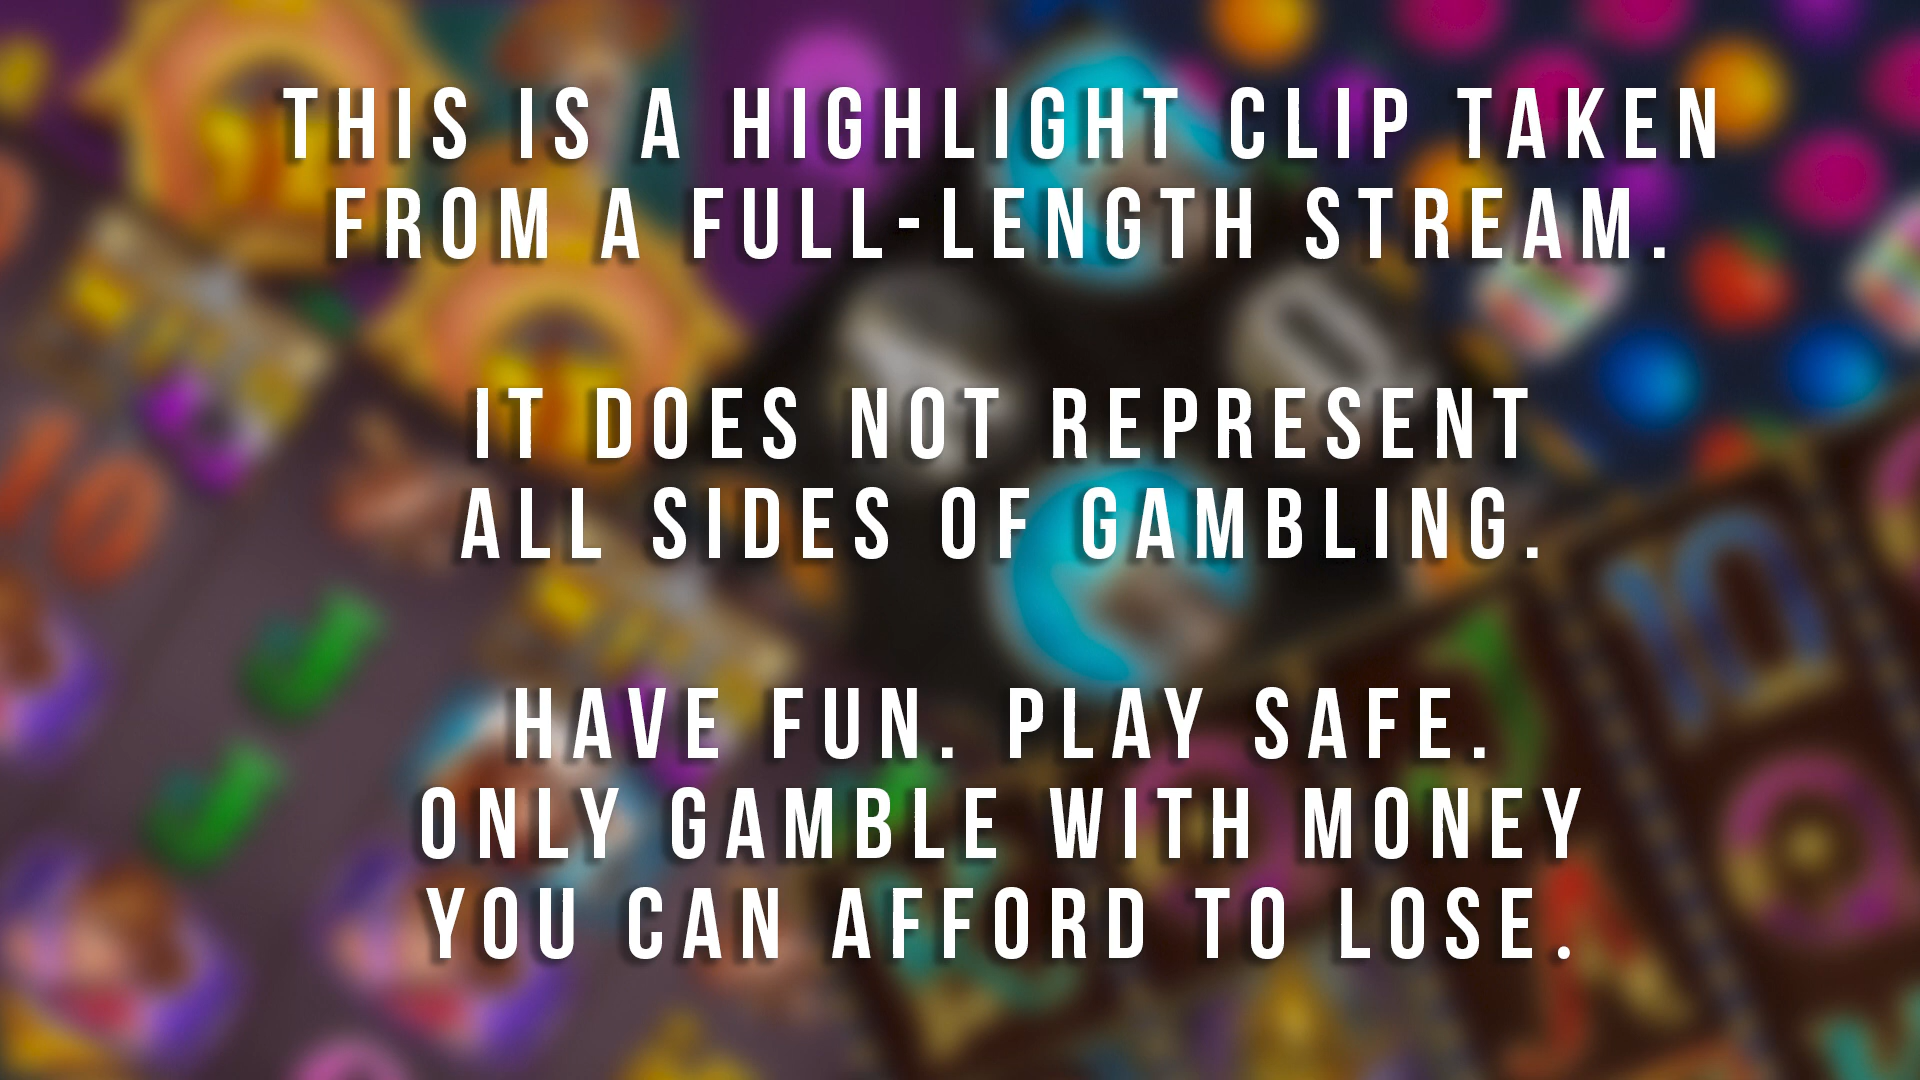 THIS IS A HIGHLIGHT CLIP TAKEN
FROM A FULL-LENGTH STREAM.
IT DOES NOT REPRESENT
ALL SIDES OF GAMBLING.
HAVE FUN. PLAY SAFE.
ONLY GAMBLE WITH MONEY
YOU CAN AFFORD TO LOSE.